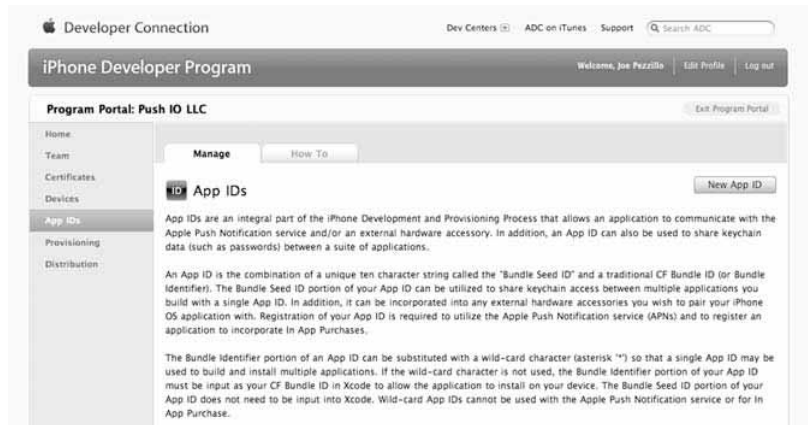 Developer Connection
Dev Centers ADC on iTunes Support Search ADC
iPhone Developer Program
Welcome, Joe Pezzillo Edit Profile Log out
Program Portal: Push IO LLC
Exit Program Portal
Home
Team
Certificates
Devices
App IDs
Provisioning
Distribution
Manage How To
ID App IDs
New App ID
App IDs are an integral part of the iPhone Development and Provisioning Process that allows an application to communicate with the
Apple Push Notification service and/or an external hardware accessory. In addition, an App ID can also be used to share keychain
data (such as passwords) between a suite of applications.
An App ID is the combination of a unique ten character string called the "Bundle Seed ID" and a traditional CF Bundle ID (or Bundle
Identifier). The Bundle Seed ID portion of your App ID can be utilized to share keychain access between multiple applications you
build with a single App ID. In addition, it can be incorporated into any external hardware accessories you wish to pair your iPhone
OS application with. Registration of your App ID is required to utilize the Apple Push Notification service (APNs) and to register an
application to incorporate In App Purchases.
The Bundle Identifier portion of an App ID can be substituted with a wild-card character (asterisk '*') so that a single App ID may be
used to build and install multiple applications. If the wild-card character is not used, the Bundle Identifier portion of your App ID
must be input as your CF Bundle ID in Xcode to allow the application to install on your device. The Bundle Seed ID portion of your
App ID does not need to be input into Xcode. Wild-card App IDs cannot be used with the Apple Push Notification service or for In
App Purchase.